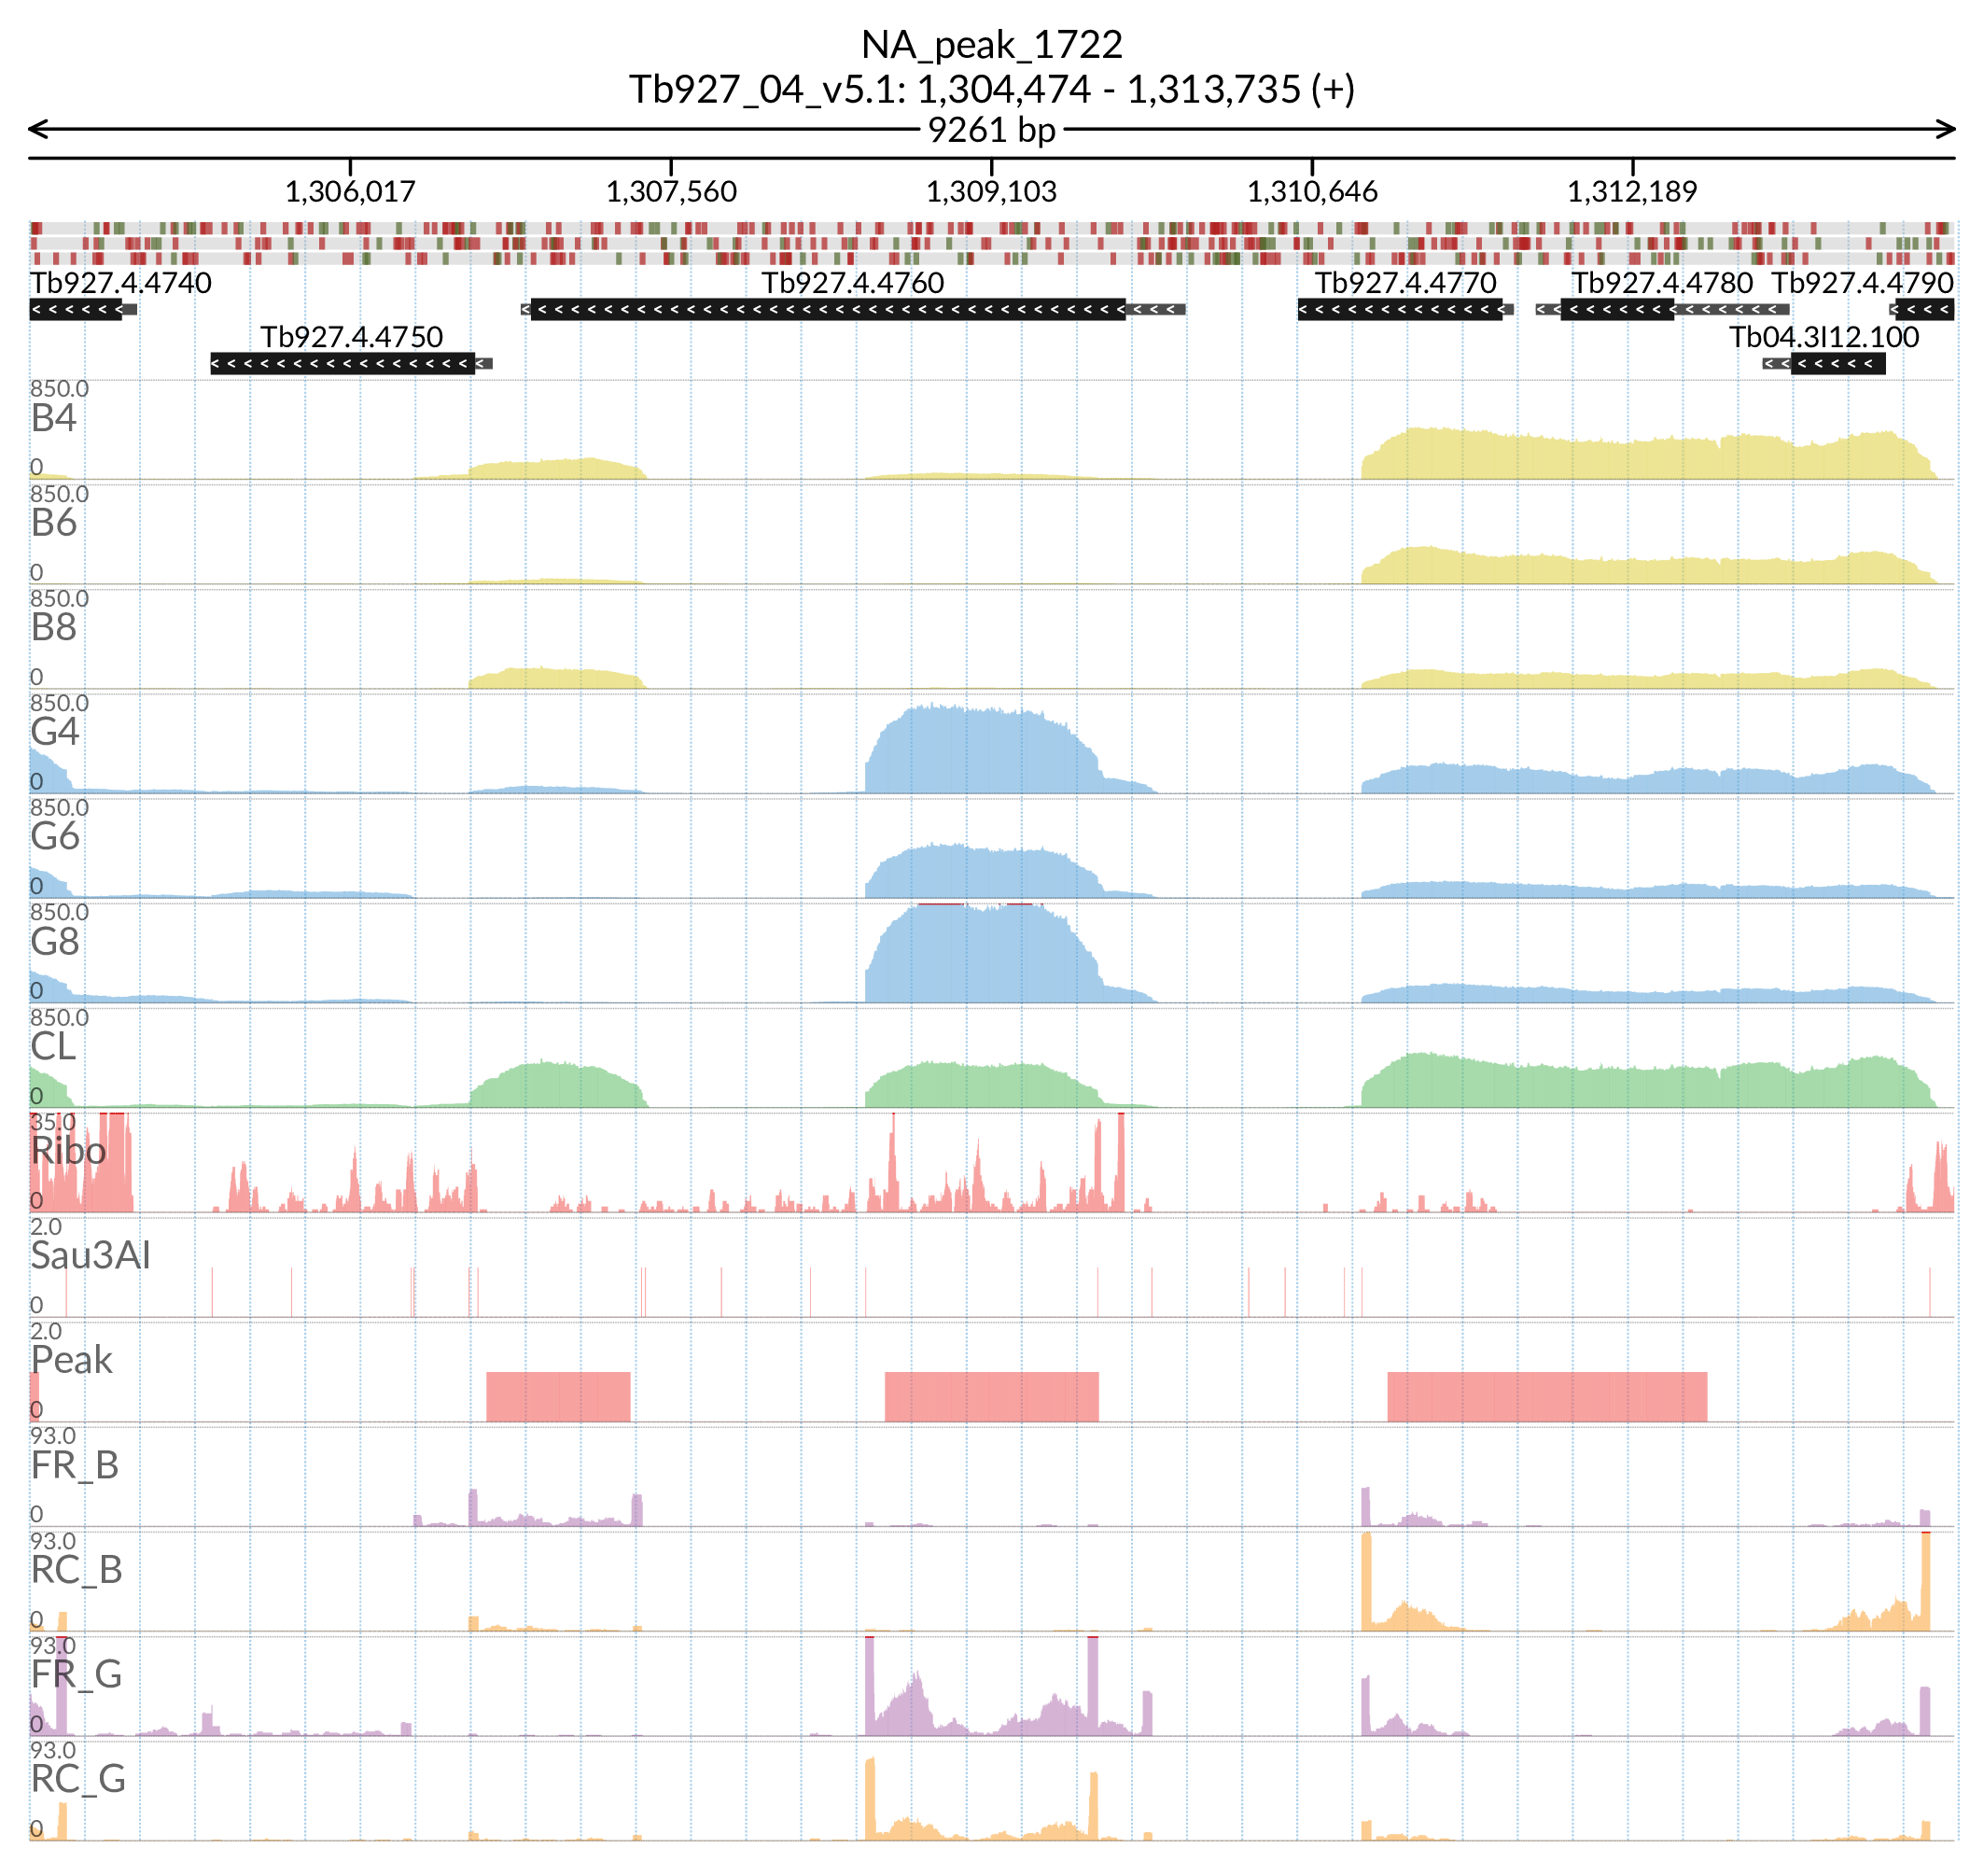 NA_peak_1722
Tb927_04_v5.1: 1,304,474 - 1,313,735 (+)
9261 bp
1,306,017 1,307,560 1,309,103 1,310,646 1,312,189
Tb927.4.4740 Tb927.4.4760 Tb927.4.4770 Tb927.4.4780 Tb927.4.4790
Tb927.4.4750 Tb04.3I12.100
850.0
B4
0
850.0
B6
0
850.0
B8
0
850.0
G4
0
850.0
G6
0
850.0
G8
0
850.0
CL
0
35.0
Ribo
0
2.0
Sau3AI
0
2.0
Peak
0
93.0
FR_B
0
93.0
RC_B
0
93.0
FR_G
0
93.0
RC_G
0